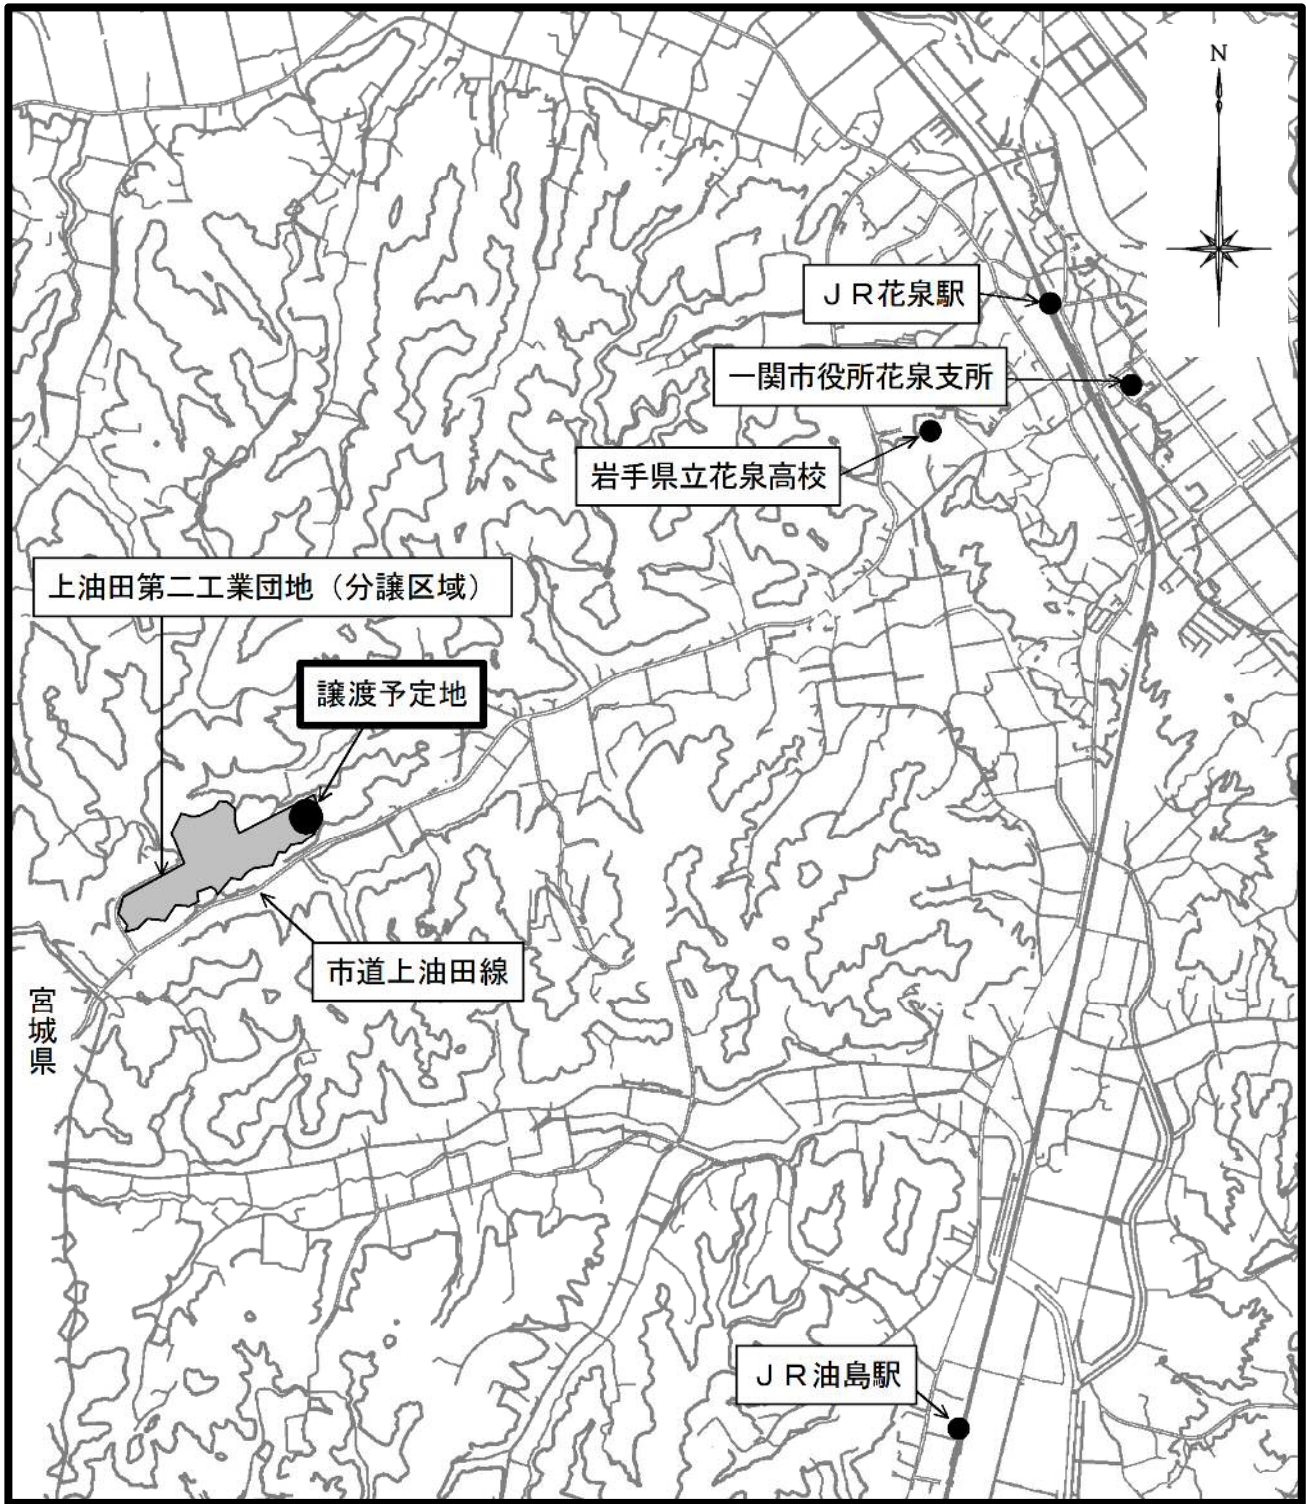 N
ＪＲ花泉駅
一関市役所花泉支所
岩手県立花泉高校
上油田第二工業団地（分譲区域）
譲渡予定地
市道上油田線
宮城県
ＪＲ油島駅